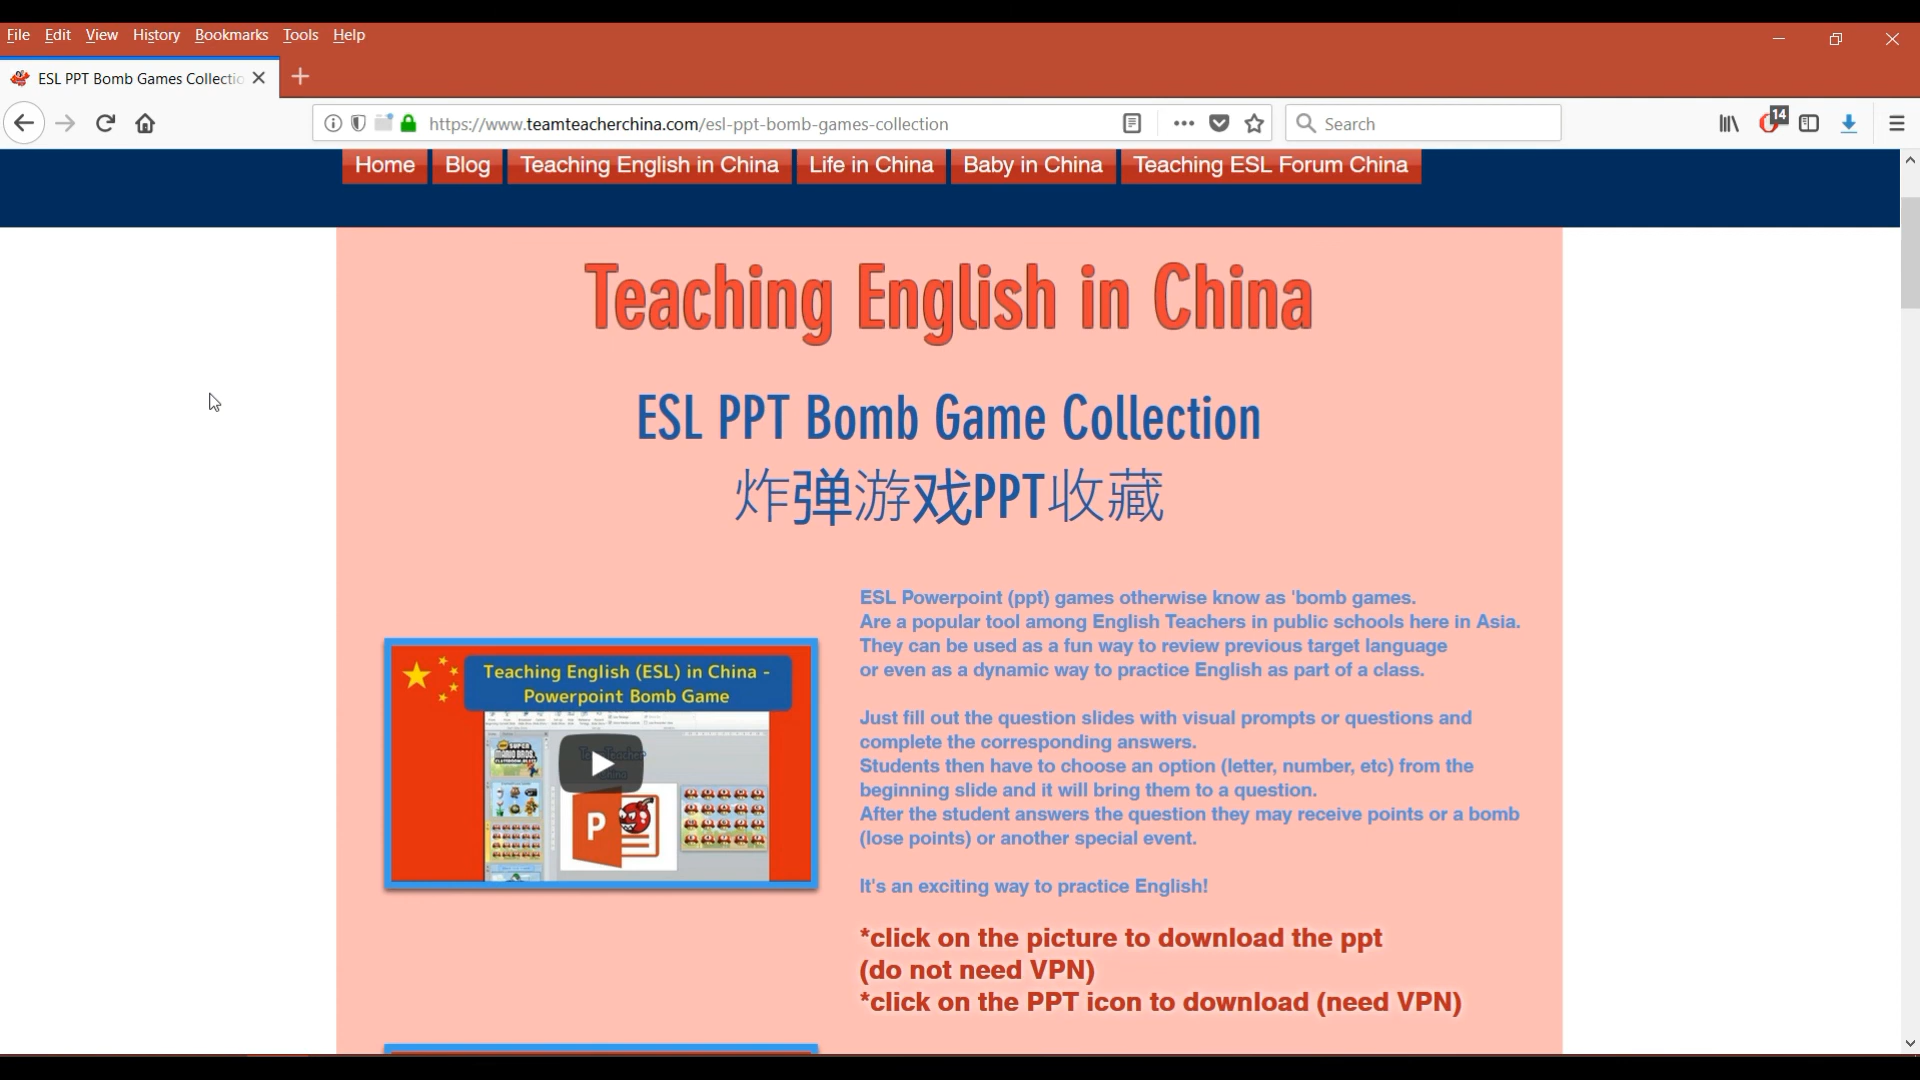 File Edit View History Bookmarks Tools Help
ESL PPT Bomb Games Collectio
https://www.teamteacherchina.com/esl-ppt-bomb-games-collection
Search
14
Home Blog Teaching English in China Life in China Baby in China Teaching ESL Forum China
Teaching English in China
ESL PPT Bomb Game Collection
炸弹游戏PPT收藏
ESL Powerpoint (ppt) games otherwise know as 'bomb games.
Are a popular tool among English Teachers in public schools here in Asia.
They can be used as a fun way to review previous target language
or even as a dynamic way to practice English as part of a class.
Just fill out the question slides with visual prompts or questions and
complete the corresponding answers.
Students then have to choose an option (letter, number, etc) from the
beginning slide and it will bring them to a question.
After the student answers the question they may receive points or a bomb
(lose points) or another special event.
It's an exciting way to practice English!
*click on the picture to download the ppt
(do not need VPN)
*click on the PPT icon to download (need VPN)
Teaching English (ESL) in China -
Powerpoint Bomb Game
SUPER
P